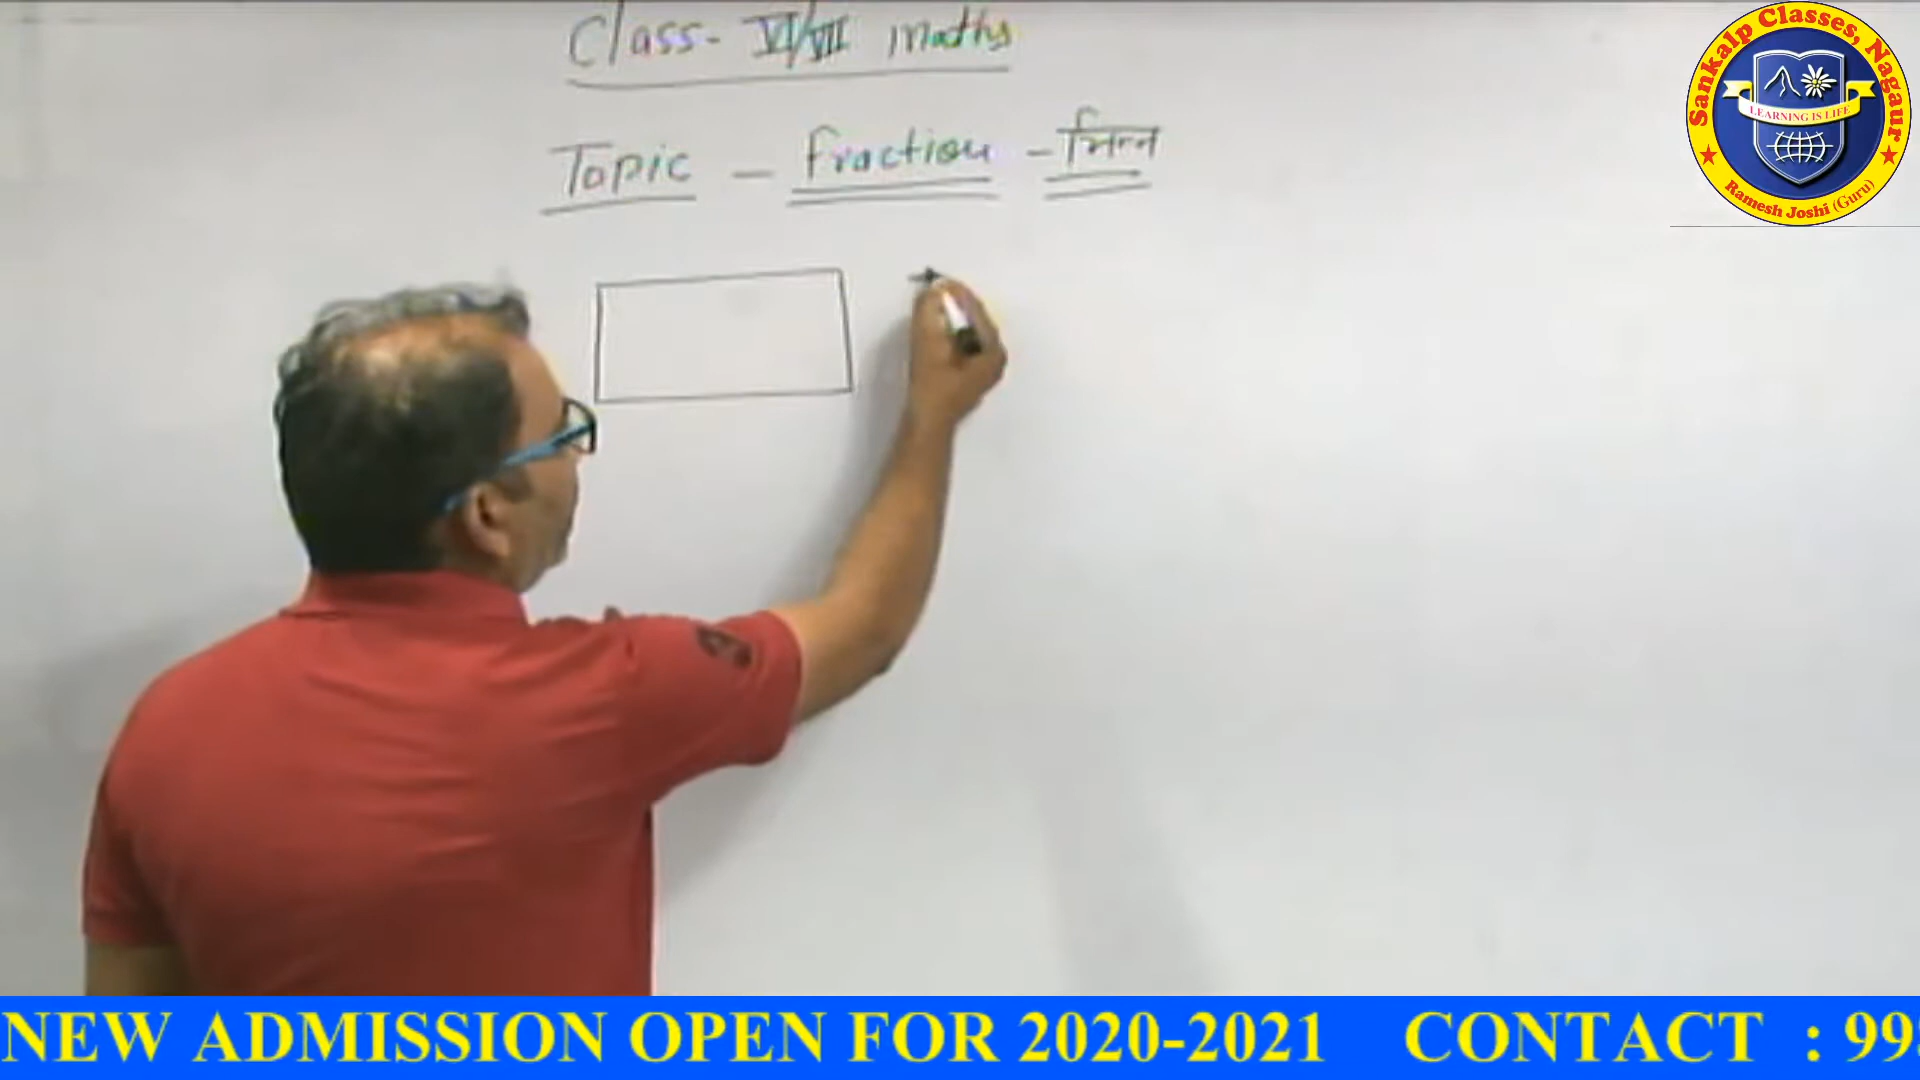 Class - VI/VII maths
Topic - fraction - भिन्न
Sankalp Classes, Nagaur
LEARNING IS LIFE
Ramesh Joshi (Guru)
NEW ADMISSION OPEN FOR 2020-2021 CONTACT : 99